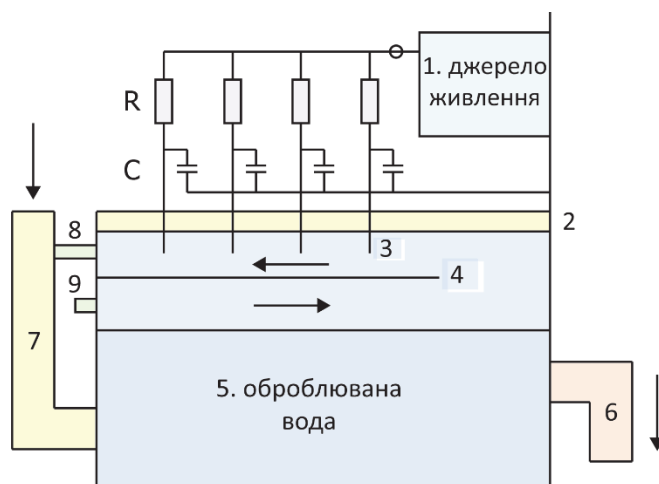 1. джерело
живлення
R
C
2
3
4
8
9
7
5. оброблювана
вода
6